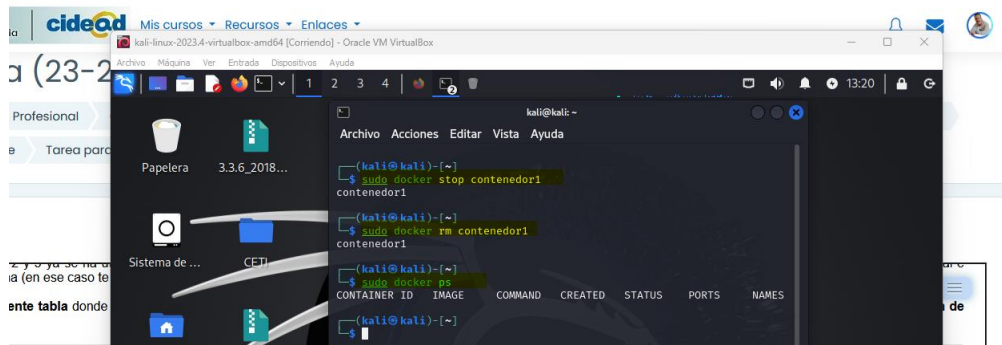 cidead Mis cursos Recursos Enlaces
kali-linux-2023.4-virtualbox-amd64 [Corriendo] - Oracle VM VirtualBox
Archivo Máquina Ver Entrada Dispositivos Ayuda
a (23-2
1 2 3 4
13:20
Profesional
Tarea para
kali@kali: ~
Archivo Acciones Editar Vista Ayuda
Papelera
3.3.6_2018...
Sistema de ...
CETI
(kali㉿kali)-[~]
$ sudo docker stop contenedor1
contenedor1
(kali㉿kali)-[~]
$ sudo docker rm contenedor1
contenedor1
(kali㉿kali)-[~]
$ sudo docker ps
CONTAINER ID IMAGE COMMAND CREATED STATUS PORTS NAMES
(kali㉿kali)-[~]
$
(en ese caso te
ente tabla donde
de